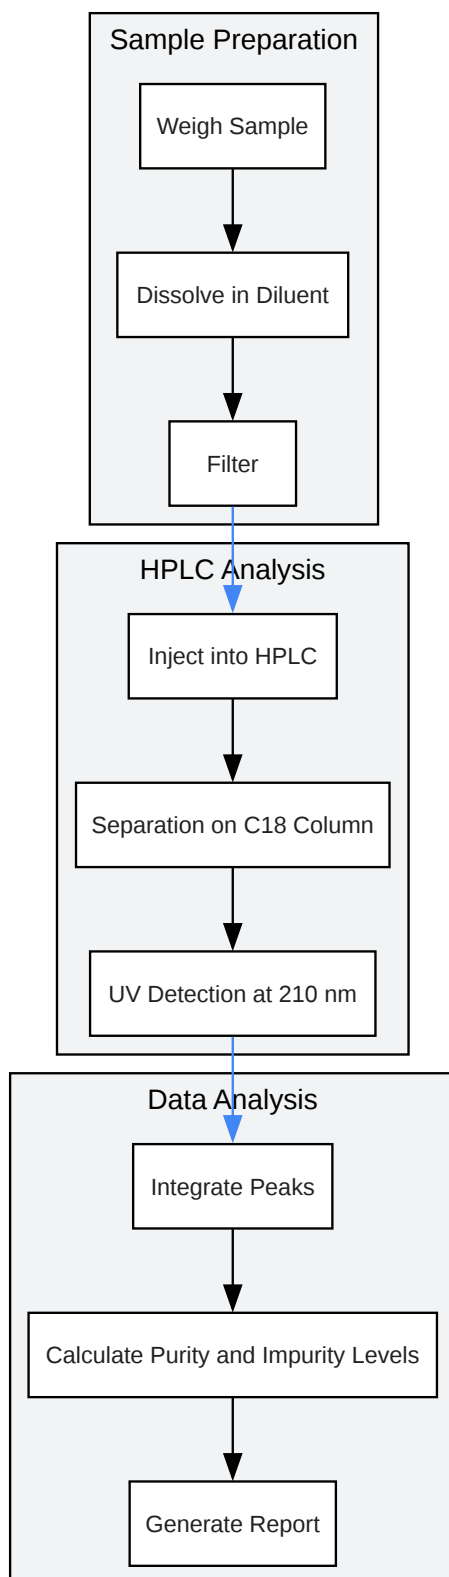 Sample Preparation
Weigh Sample
Dissolve in Diluent
Filter
HPLC Analysis
Inject into HPLC
Separation on C18 Column
UV Detection at 210 nm
Data Analysis
Integrate Peaks
Calculate Purity and Impurity Levels
Generate Report